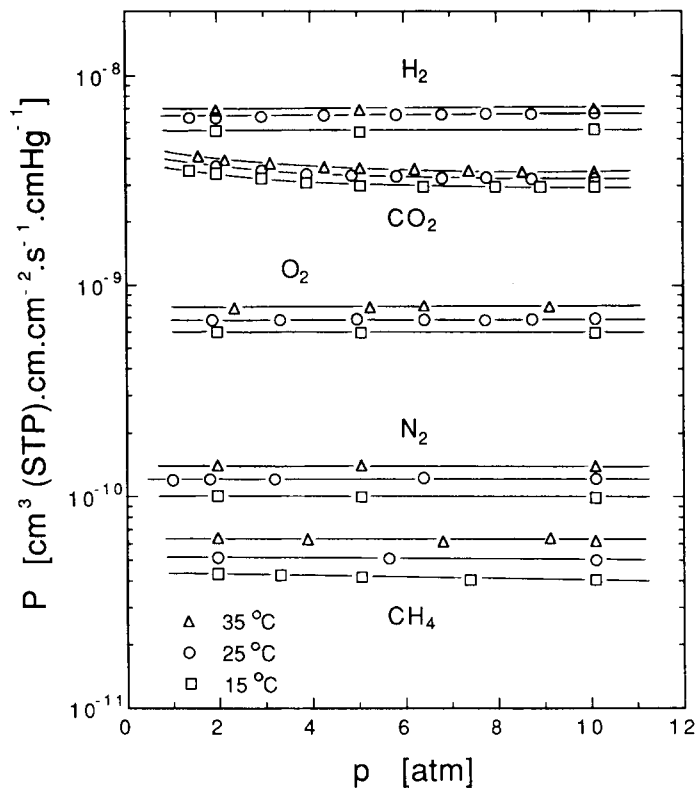 P [cm³ (STP).cm.cm⁻².s⁻¹.cmHg⁻¹]
10⁻⁸
10⁻⁹
10⁻¹⁰
10⁻¹¹
H₂
CO₂
O₂
N₂
CH₄
△ 35 °C
○ 25 °C
□ 15 °C
0 2 4 6 8 10 12
p [atm]